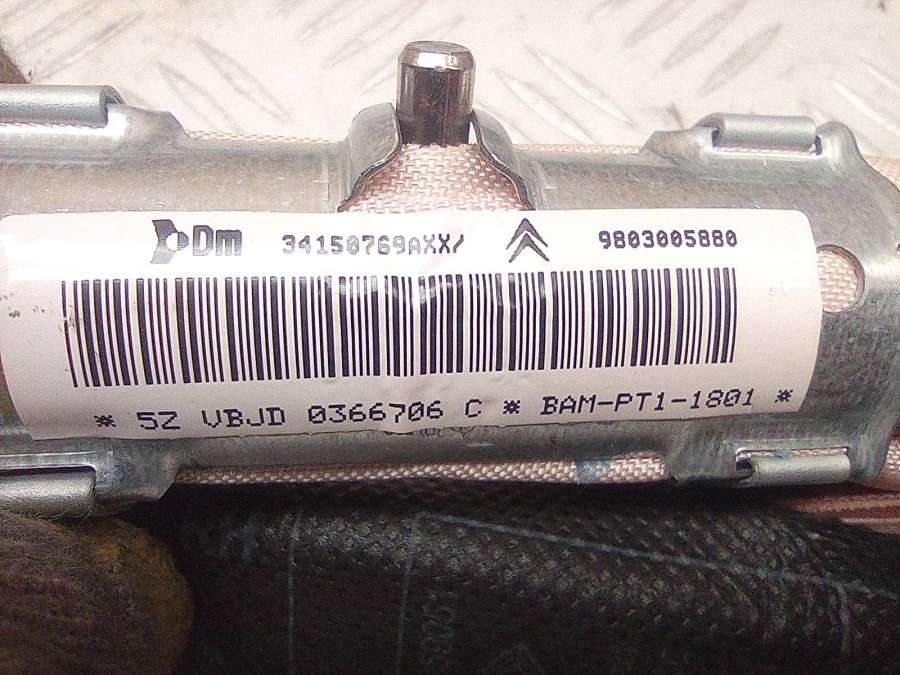 Dm 34150769AXX/ 9803005880
* 5Z VBJD 0366706 C * BAM-PT1-1801 *